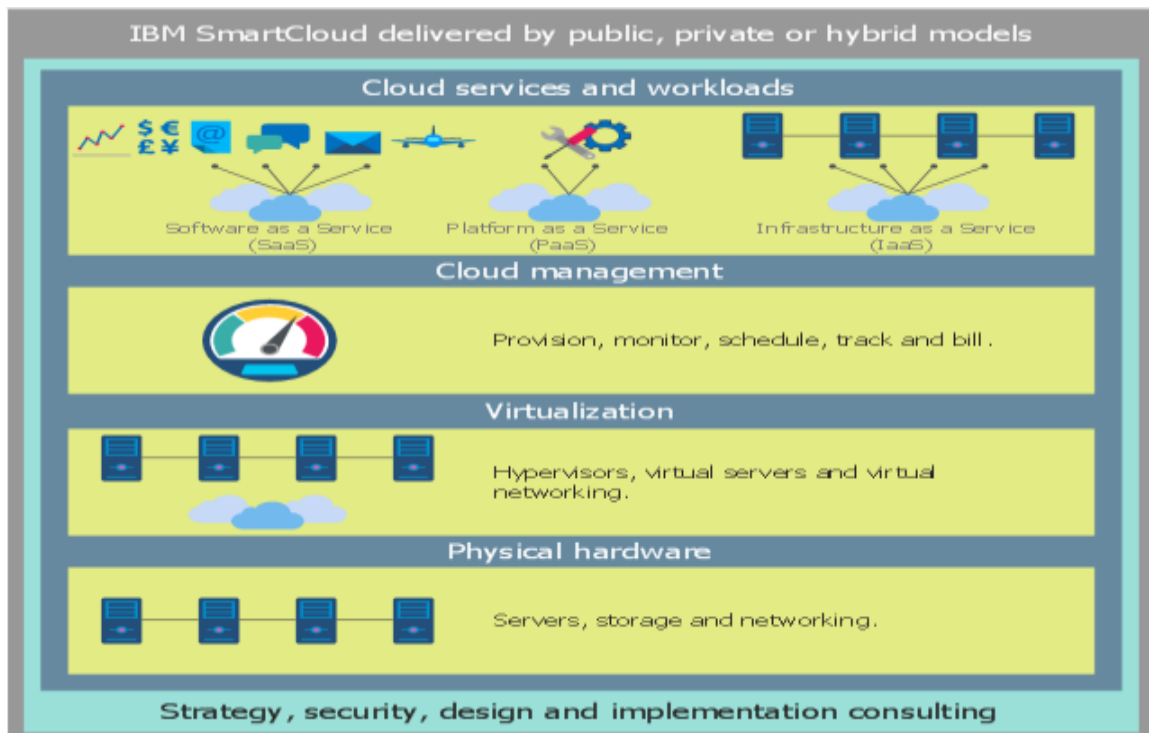 IBM SmartCloud delivered by public, private or hybrid models
Cloud services and workloads
$ €
£ ¥
@
Software as a Service
(SaaS)
Platform as a Service
(PaaS)
Infrastructure as a Service
(IaaS)
Cloud management
Provision, monitor, schedule, track and bill.
Virtualization
Hypervisors, virtual servers and virtual
networking.
Physical hardware
Servers, storage and networking.
Strategy, security, design and implementation consulting